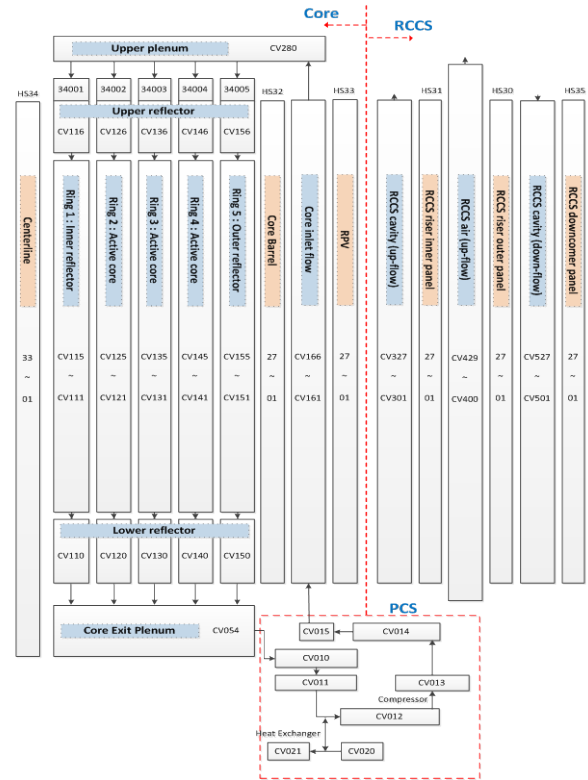 Core
RCCS
Upper plenum
CV280
HS34
34001
34002
34003
34004
34005
HS32
HS33
HS31
HS30
HS35
Upper reflector
CV116
CV126
CV136
CV146
CV156
Centerline
Ring 1 : Inner reflector
Ring 2 : Active core
Ring 3 : Active core
Ring 4 : Active core
Ring 5 : Outer reflector
Core Barrel
Core inlet flow
RPV
RCCS cavity (up-flow)
RCCS riser inner panel
RCCS air (up-flow)
RCCS riser outer panel
RCCS cavity (down-flow)
RCCS downcomer panel
33
~
01
CV115
~
CV111
CV125
~
CV121
CV135
~
CV131
CV145
~
CV141
CV155
~
CV151
27
~
01
CV166
~
CV161
27
~
01
CV327
~
CV301
27
~
01
CV429
~
CV400
27
~
01
CV527
~
CV501
27
~
01
Lower reflector
CV110
CV120
CV130
CV140
CV150
Core Exit Plenum
CV054
PCS
CV015
CV014
CV010
CV011
CV013
Compressor
CV012
Heat Exchanger
CV021
CV020